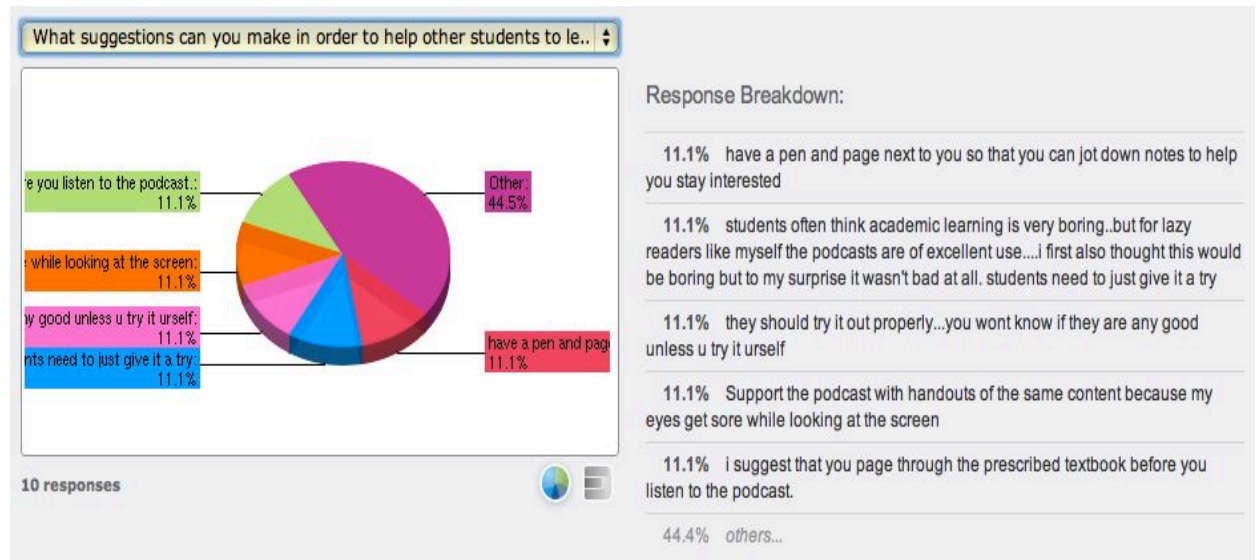 What suggestions can you make in order to help other students to le..
e you listen to the podcast.:
11.1%
while looking at the screen:
11.1%
y good unless u try it urself:
11.1%
nts need to just give it a try:
11.1%
Other:
44.5%
have a pen and pag
11.1%
10 responses
Response Breakdown:
11.1% have a pen and page next to you so that you can jot down notes to help
you stay interested
11.1% students often think academic learning is very boring..but for lazy
readers like myself the podcasts are of excellent use....i first also thought this would
be boring but to my surprise it wasn't bad at all. students need to just give it a try
11.1% they should try it out properly...you wont know if they are any good
unless u try it urself
11.1% Support the podcast with handouts of the same content because my
eyes get sore while looking at the screen
11.1% i suggest that you page through the prescribed textbook before you
listen to the podcast.
44.4% others...